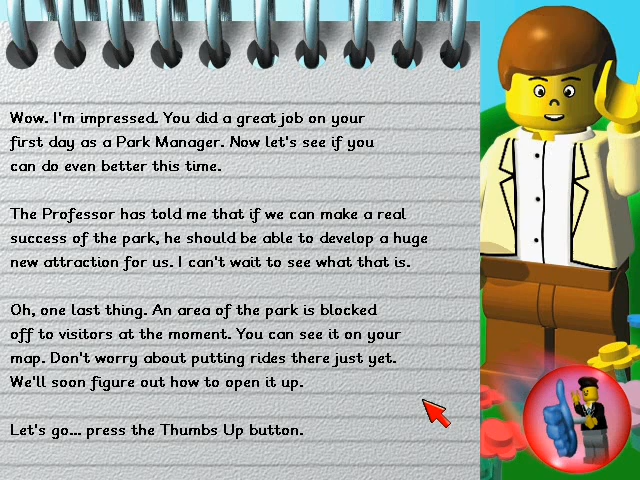 Wow. I'm impressed. You did a great job on your
first day as a Park Manager. Now let's see if you
can do even better this time.
The Professor has told me that if we can make a real
success of the park, he should be able to develop a huge
new attraction for us. I can't wait to see what that is.
Oh, one last thing. An area of the park is blocked
off to visitors at the moment. You can see it on your
map. Don't worry about putting rides there just yet.
We'll soon figure out how to open it up.
Let's go... press the Thumbs Up button.